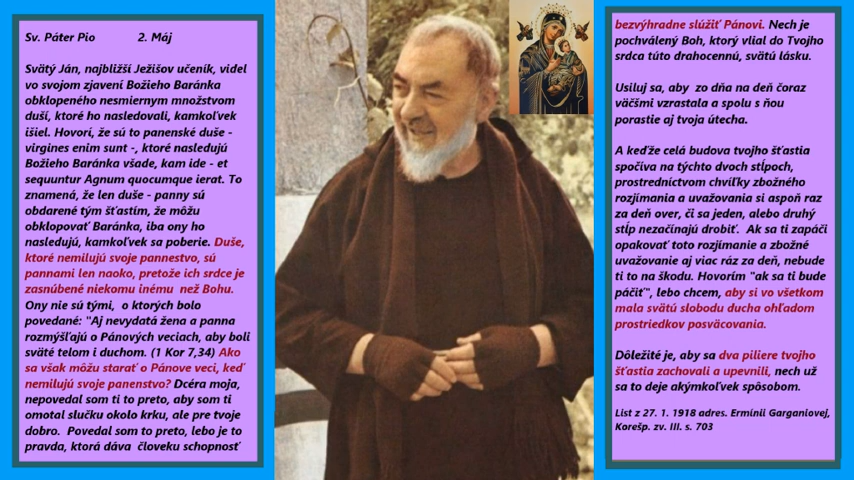 Sv. Páter Pio 2. Máj
Svätý Ján, najbližší Ježišov učeník, videl
vo svojom zjavení Božieho Baránka
obklopeného nesmiernym množstvom
duší, ktoré ho nasledovali, kamkoľvek
išiel. Hovorí, že sú to panenské duše -
virgines enim sunt -, ktoré nasledujú
Božieho Baránka všade, kam ide - et
sequuntur Agnum quocumque ierat. To
znamená, že len duše - panny sú
obdarené tým šťastím, že môžu
obklopovať Baránka, iba ony ho
nasledujú, kamkoľvek sa poberie. Duše,
ktoré nemilujú svoje pannestvo, sú
pannami len naoko, pretože ich srdce je
zasnúbené niekomu inému než Bohu.
Ony nie sú tými, o ktorých bolo
povedané: "Aj nevydatá žena a panna
rozmýšľajú o Pánových veciach, aby boli
sväté telom i duchom. (1 Kor 7,34) Ako
sa však môžu starať o Pánove veci, keď
nemilujú svoje panenstvo? Dcéra moja,
nepovedal som ti to preto, aby som ti
omotal slučku okolo krku, ale pre tvoje
dobro. Povedal som to preto, lebo je to
pravda, ktorá dáva človeku schopnosť
bezvýhradne slúžiť Pánovi. Nech je
pochválený Boh, ktorý vlial do Tvojho
srdca túto drahocennú, svätú lásku.
Usiluj sa, aby zo dňa na deň čoraz
väčšmi vzrastala a spolu s ňou
porastie aj tvoja útecha.
A keďže celá budova tvojho šťastia
spočíva na týchto dvoch stĺpoch,
prostredníctvom chvíľky zbožného
rozjímania a uvažovania si aspoň raz
za deň over, či sa jeden, alebo druhý
stĺp nezačínajú drobiť. Ak sa ti zapáči
opakovať toto rozjímanie a zbožné
uvažovanie aj viac ráz za deň, nebude
ti to na škodu. Hovorím "ak sa ti bude
páčiť", lebo chcem, aby si vo všetkom
mala svätú slobodu ducha ohľadom
prostriedkov posväcovania.
Dôležité je, aby sa dva piliere tvojho
šťastia zachovali a upevnili, nech už
sa to deje akýmkoľvek spôsobom.
List z 27. 1. 1918 adres. Ermínii Garganiovej,
Korešp. zv. III. s. 703